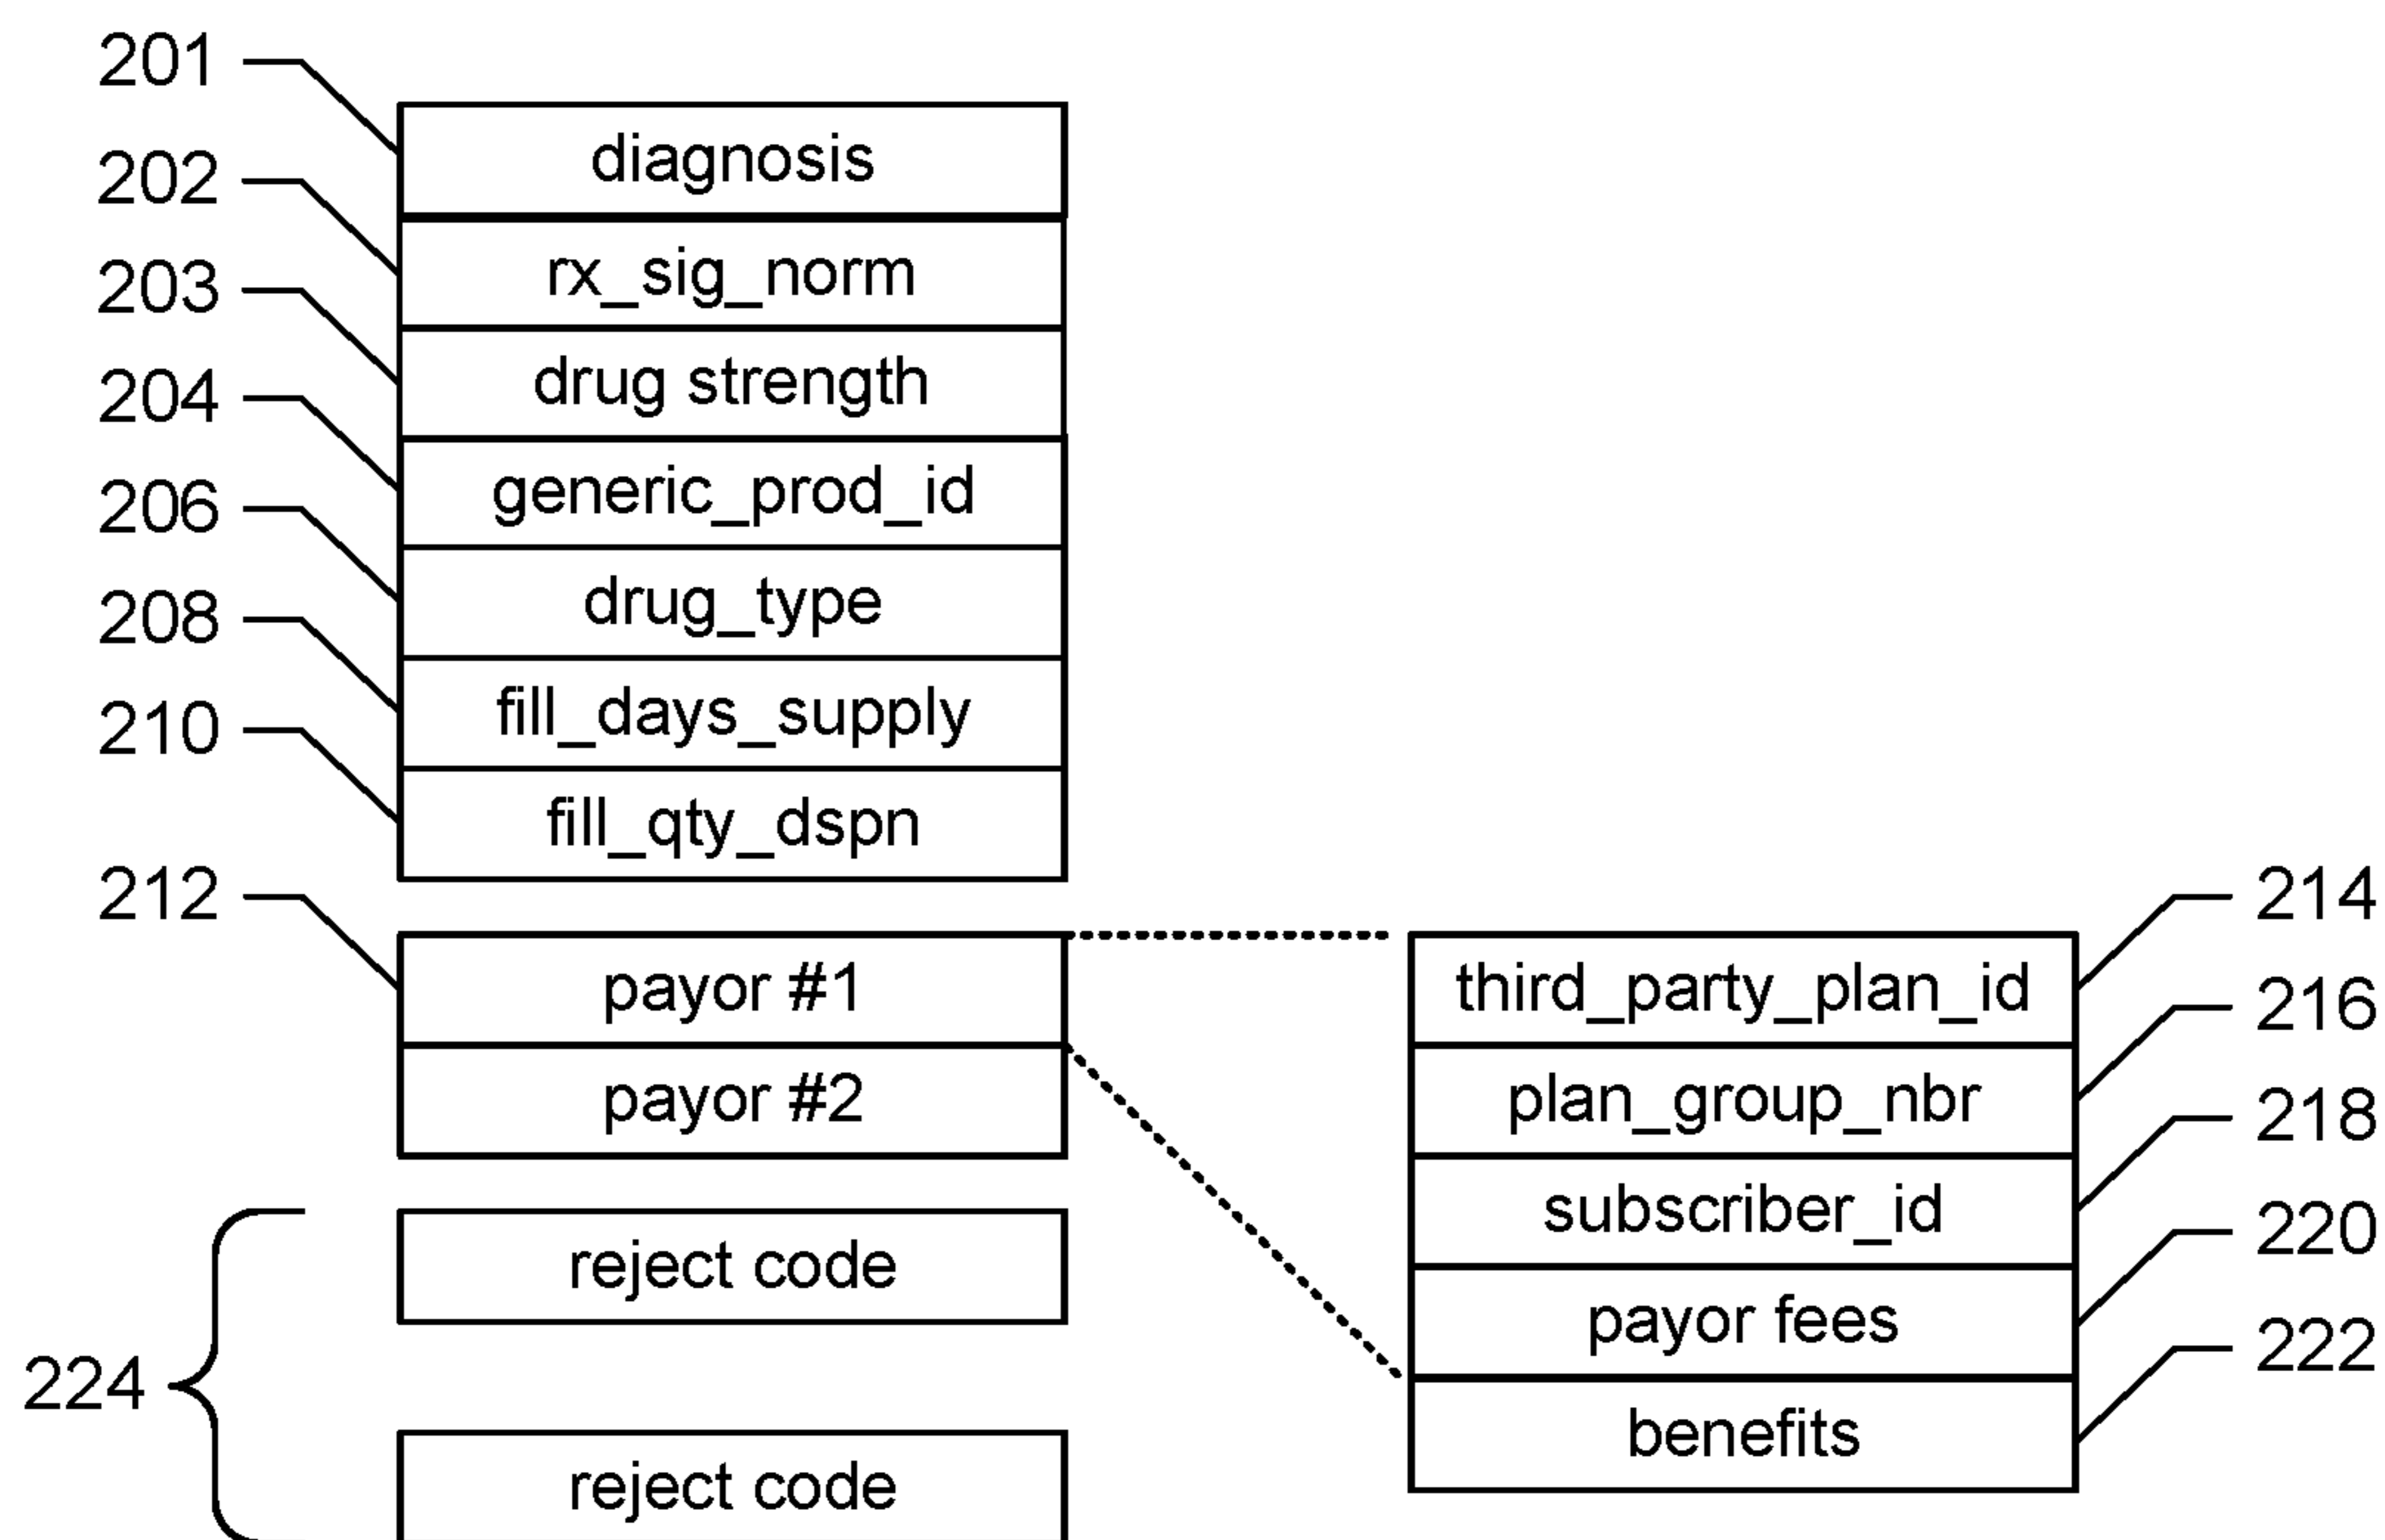 201
diagnosis
202
rx_sig_norm
203
drug strength
204
generic_prod_id
206
drug_type
208
fill_days_supply
210
fill_qty_dspn
212
payor #1
payor #2
214
third_party_plan_id
216
plan_group_nbr
218
subscriber_id
220
payor fees
222
benefits
224
reject code
reject code